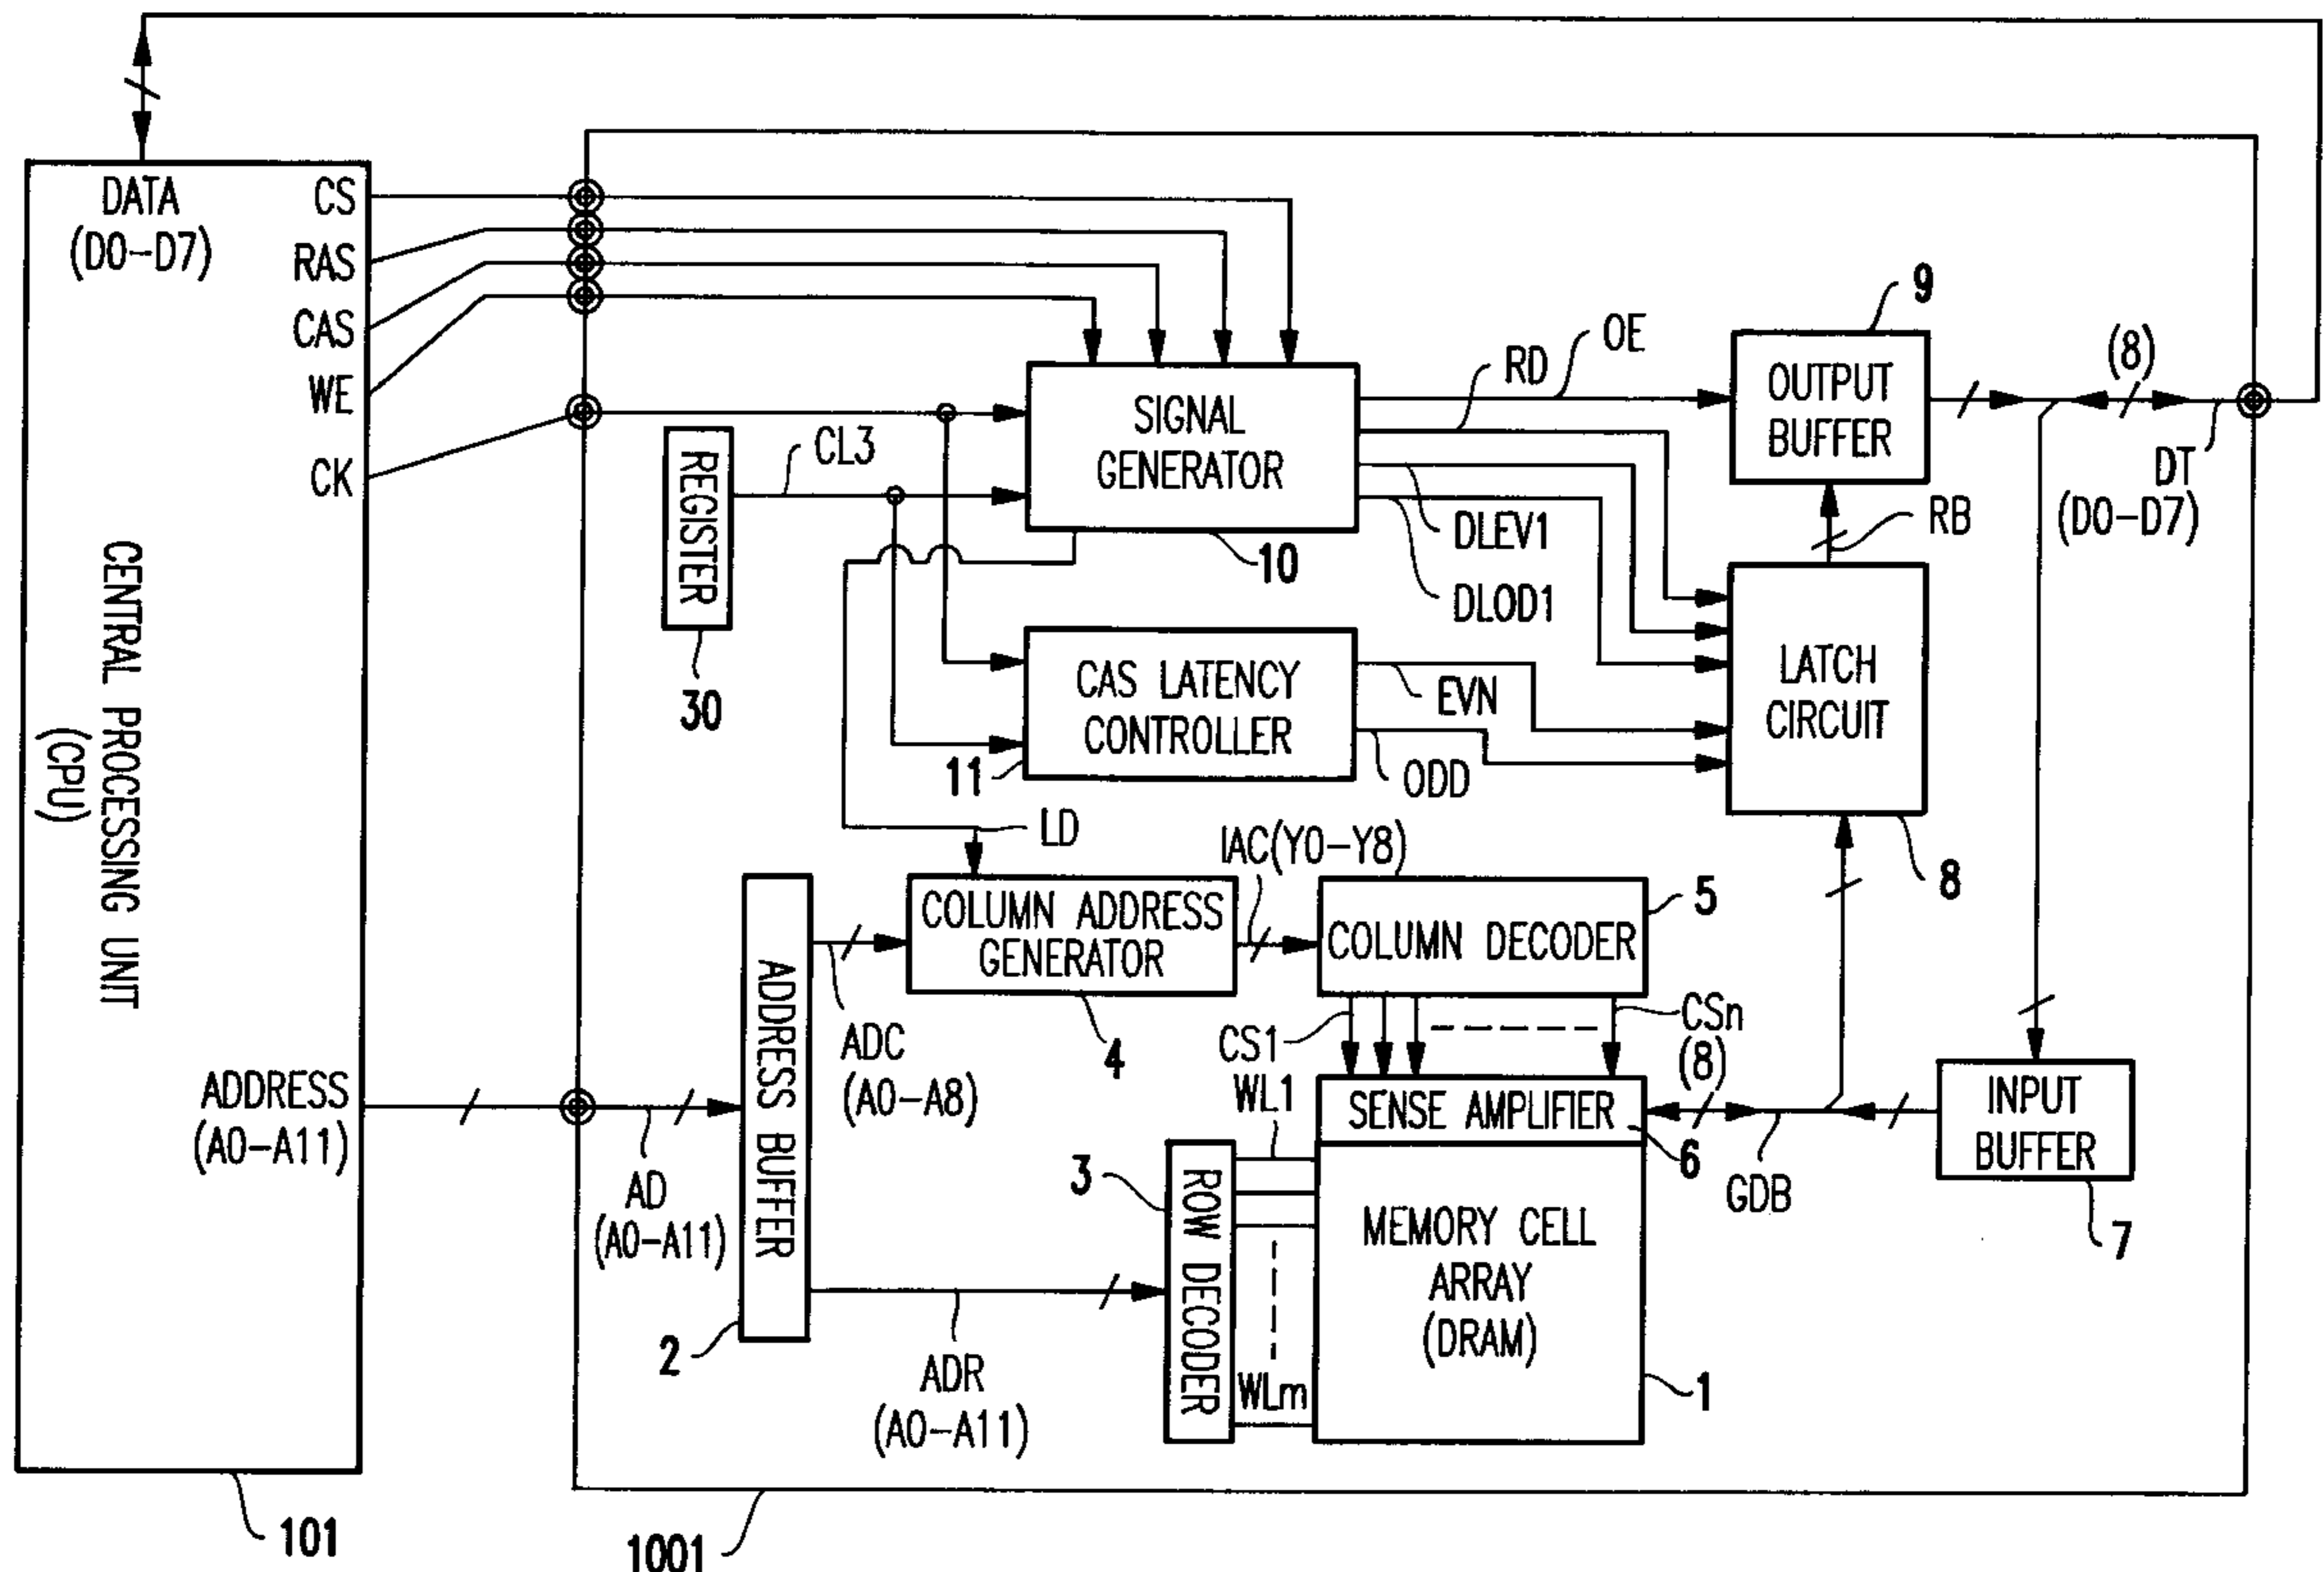 DATA
(D0-D7)
CS
RAS
CAS
WE
CK
CENTRAL PROCESSING UNIT
(CPU)
ADDRESS
(A0-A11)
101
1001
REGISTER
30
CL3
SIGNAL
GENERATOR
10
OE
RD
DLEV1
DLOD1
CAS LATENCY
CONTROLLER
11
EVN
ODD
LD
OUTPUT
BUFFER
9
(8)
DT
(D0-D7)
RB
LATCH
CIRCUIT
8
AD
(A0-A11)
ADDRESS BUFFER
2
ADC
(A0-A8)
COLUMN ADDRESS
GENERATOR
4
IAC(Y0-Y8)
COLUMN DECODER
5
CS1
CSn
(8)
WL1
SENSE AMPLIFIER
6
GDB
INPUT
BUFFER
7
3
ROW DECODER
WLm
ADR
(A0-A11)
MEMORY CELL
ARRAY
(DRAM)
1